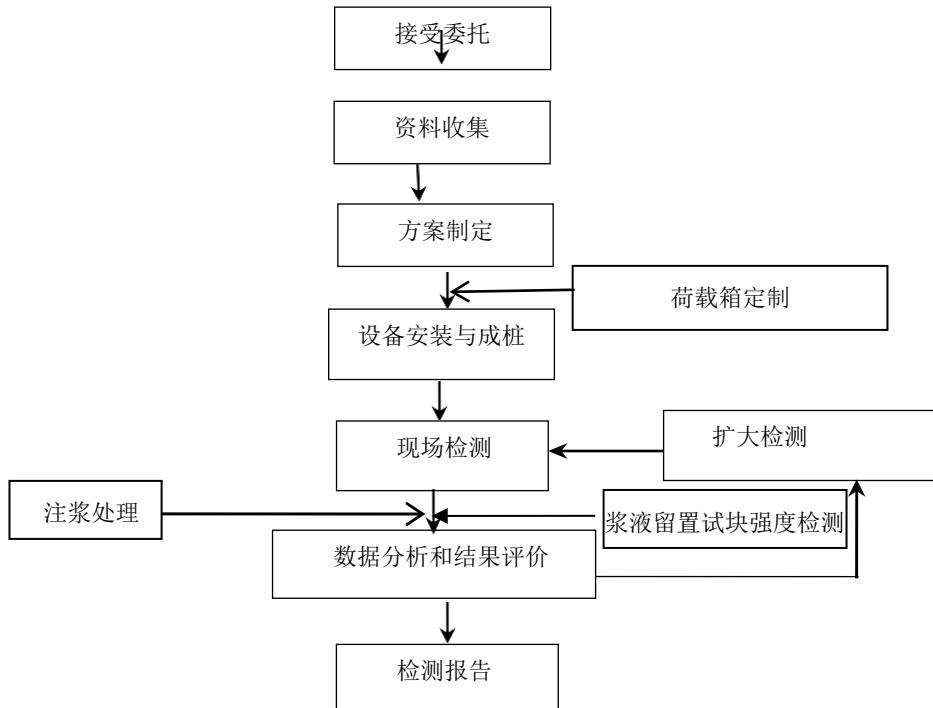 接受委托
资料收集
方案制定
荷载箱定制
设备安装与成桩
现场检测
扩大检测
注浆处理
浆液留置试块强度检测
数据分析和结果评价
检测报告